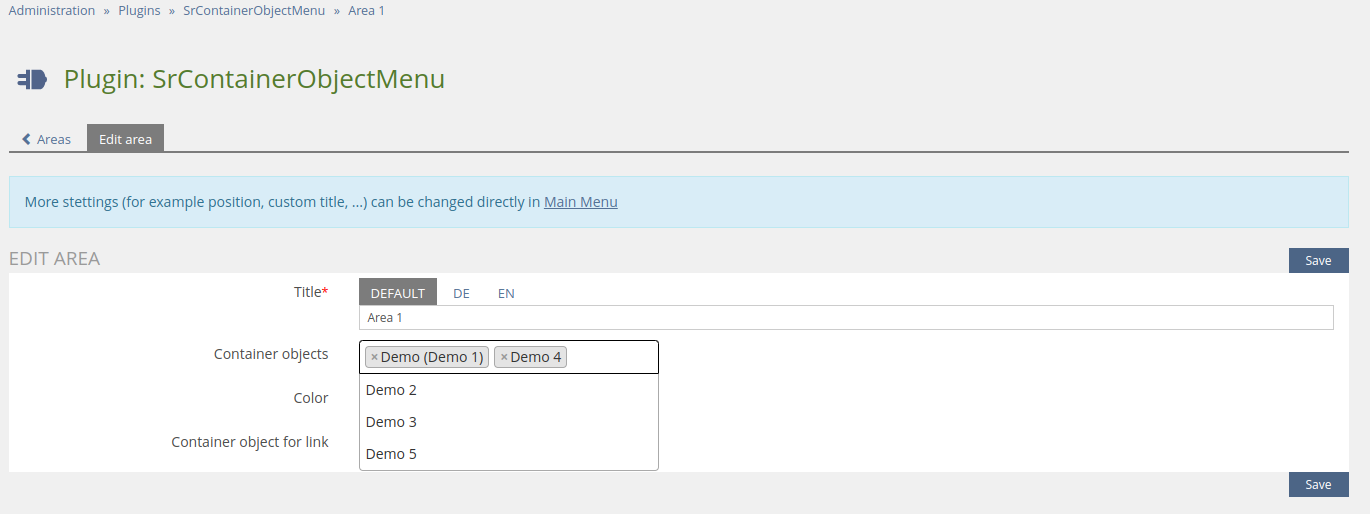 Administration » Plugins » SrContainerObjectMenu » Area 1
Plugin: SrContainerObjectMenu
Areas Edit area
More stettings (for example position, custom title, ...) can be changed directly in Main Menu
EDIT AREA Save
Title* DEFAULT DE EN
Area 1
Container objects ×Demo (Demo 1) ×Demo 4
Demo 2
Color
Demo 3
Container object for link
Demo 5
Save